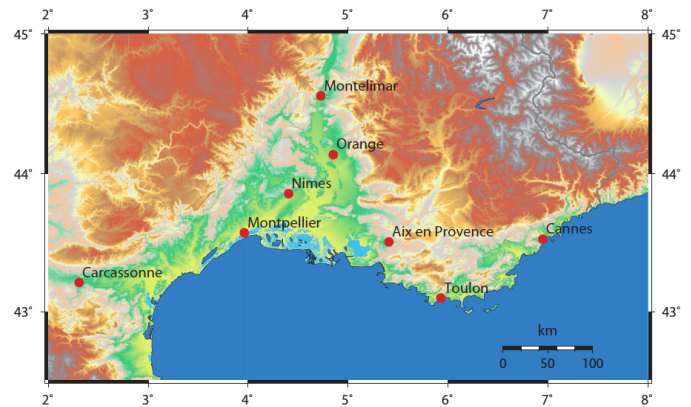 2° 3° 4° 5° 6° 7° 8°
45° 45°
Montelimar
Orange
44° 44°
Nimes
Montpellier
Aix en Provence
Cannes
Carcassonne
Toulon
43° 43°
km
0 50 100
2° 3° 4° 5° 6° 7° 8°